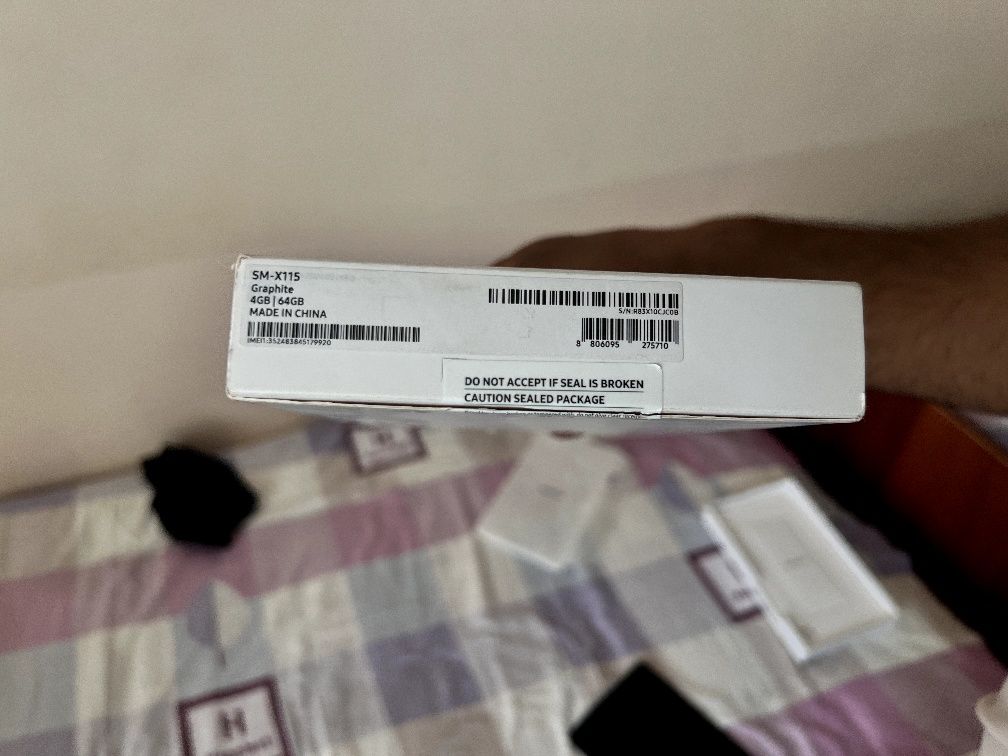 SM-X115
Graphite
4GB | 64GB
MADE IN CHINA
IMEI1:352483845179920
S/N:R83X10CJC0B
8 806095 275710
DO NOT ACCEPT IF SEAL IS BROKEN
CAUTION SEALED PACKAGE
H